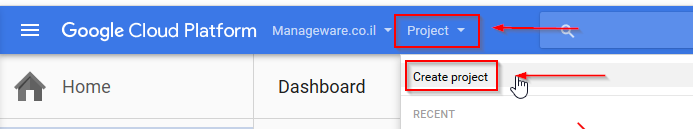 Google Cloud Platform Manageware.co.il Project
Create project
Home Dashboard
RECENT